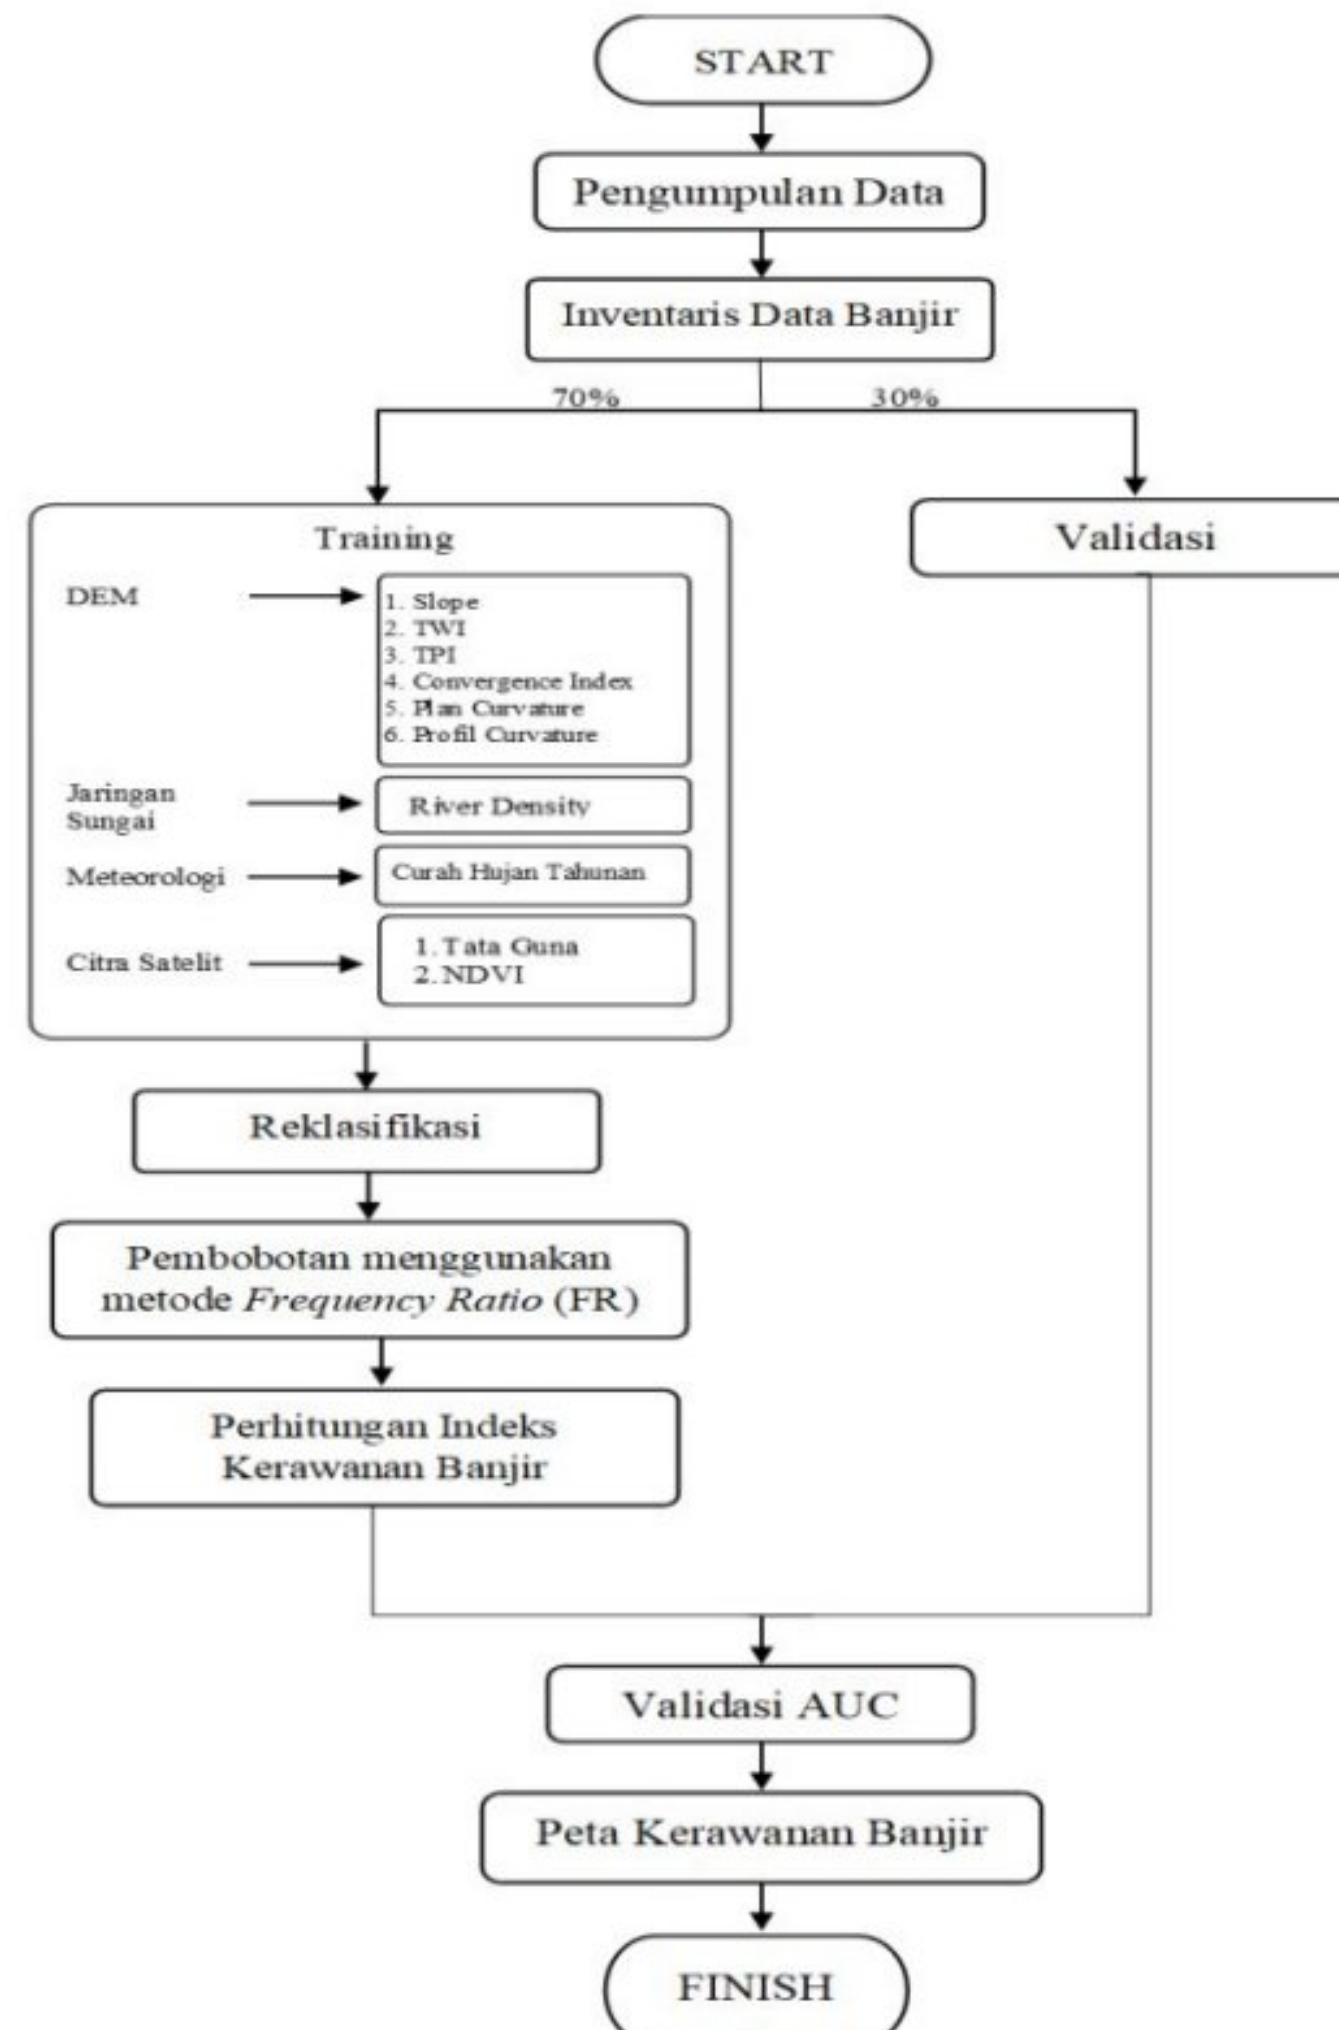 START
Pengumpulan Data
Inventaris Data Banjir
70%
30%
Training
DEM
1. Slope
2. TWI
3. TPI
4. Convergence Index
5. Plan Curvature
6. Profil Curvature
Jaringan
Sungai
River Density
Meteorologi
Curah Hujan Tahunan
Citra Satelit
1. Tata Guna
2. NDVI
Validasi
Reklasifikasi
Pembobotan menggunakan
metode Frequency Ratio (FR)
Perhitungan Indeks
Kerawanan Banjir
Validasi AUC
Peta Kerawanan Banjir
FINISH